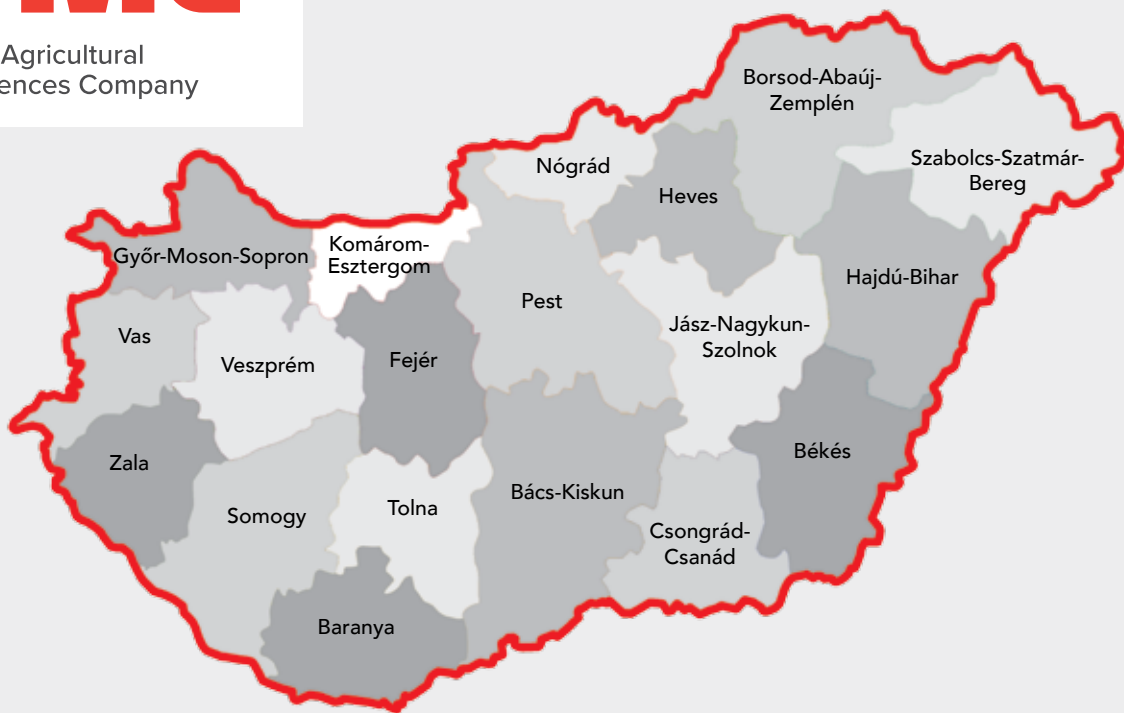 Agricultural
Company
Borsod-Abaúj-
Zemplén
Nógrád
Szabolcs-Szatmár-
Bereg
Heves
Komárom-
Esztergom
Győr-Moson-Sopron
Hajdú-Bihar
Pest
Jász-Nagykun-
Szolnok
Vas
Veszprém
Fejér
Békés
Zala
Bács-Kiskun
Tolna
Somogy
Csongrád-
Csanád
Baranya